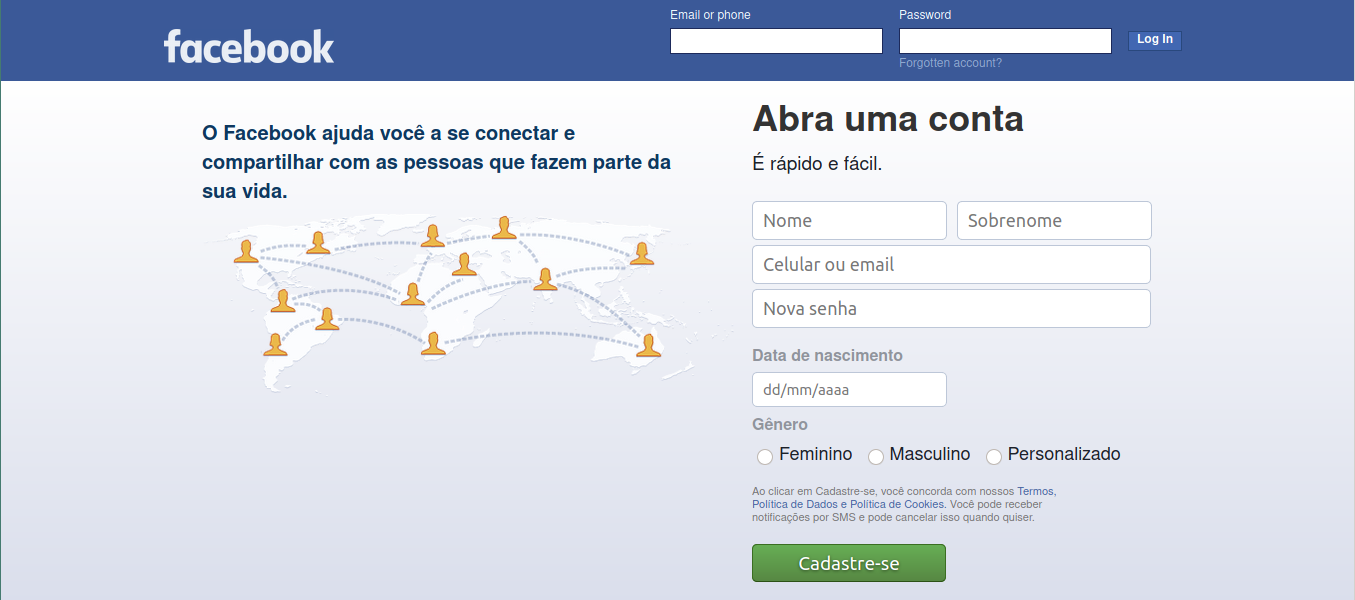 facebook
Email or phone
Password
Log In
Forgotten account?
O Facebook ajuda você a se conectar e
compartilhar com as pessoas que fazem parte da
sua vida.
Abra uma conta
É rápido e fácil.
Nome
Sobrenome
Celular ou email
Nova senha
Data de nascimento
dd/mm/aaaa
Gênero
Feminino
Masculino
Personalizado
Ao clicar em Cadastre-se, você concorda com nossos Termos,
Política de Dados e Política de Cookies. Você pode receber
notificações por SMS e pode cancelar isso quando quiser.
Cadastre-se